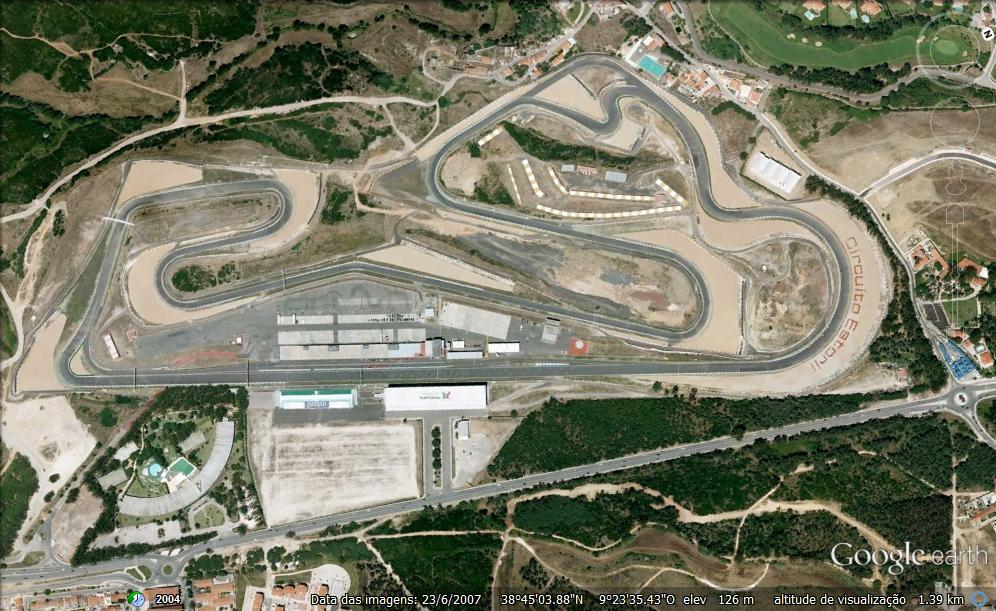 N
Circuito Estoril
PORTUGAL
Google earth
2004
Data das imagens: 23/6/2007 38°45'03.88"N 9°23'35.43"O elev 126 m altitude de visualização 1.39 km